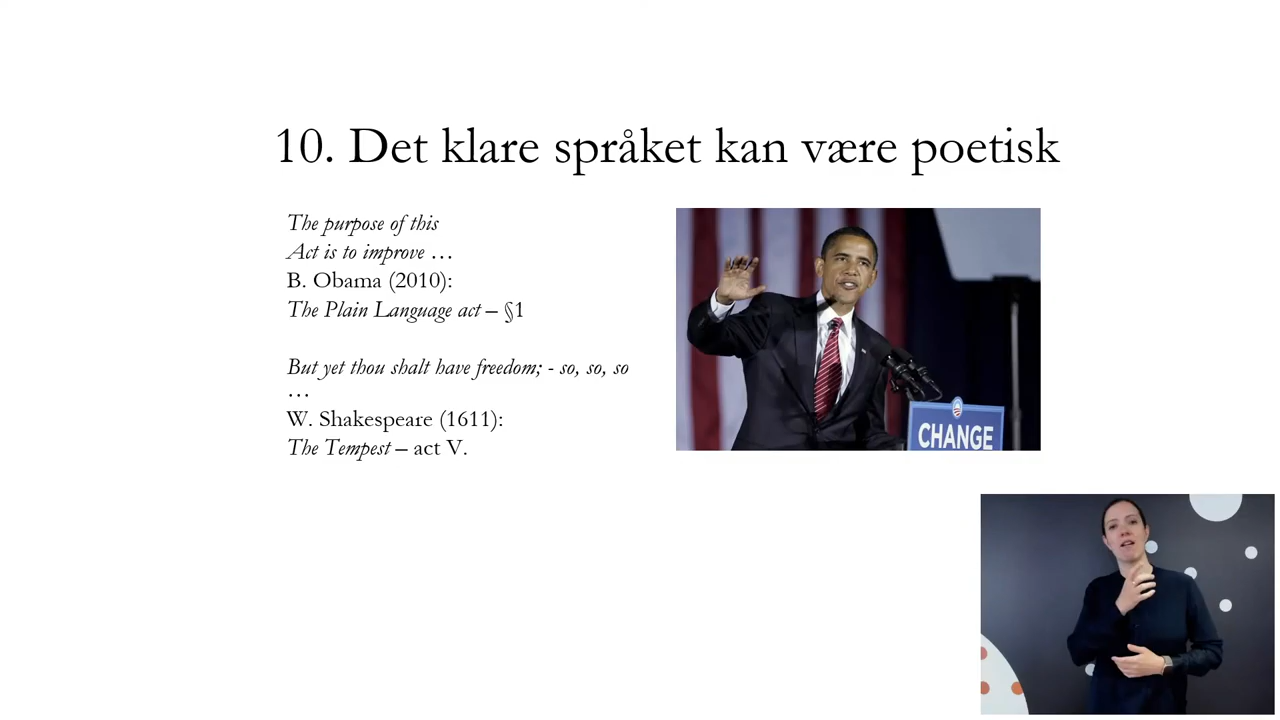 10. Det klare språket kan være poetisk
The purpose of this
Act is to improve …
B. Obama (2010):
The Plain Language act – §1
But yet thou shalt have freedom; - so, so, so
…
W. Shakespeare (1611):
The Tempest – act V.
CHANGE